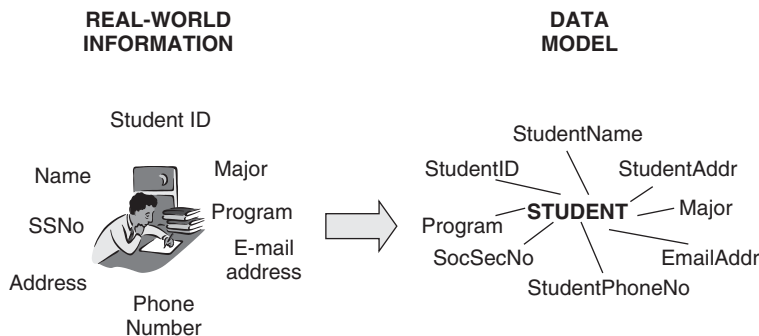 REAL-WORLD
INFORMATION
Student ID
Name
Major
SSNo
Program
E-mail
address
Address
Phone
Number
DATA
MODEL
StudentName
StudentID
StudentAddr
Program
STUDENT
Major
SocSecNo
EmailAddr
StudentPhoneNo